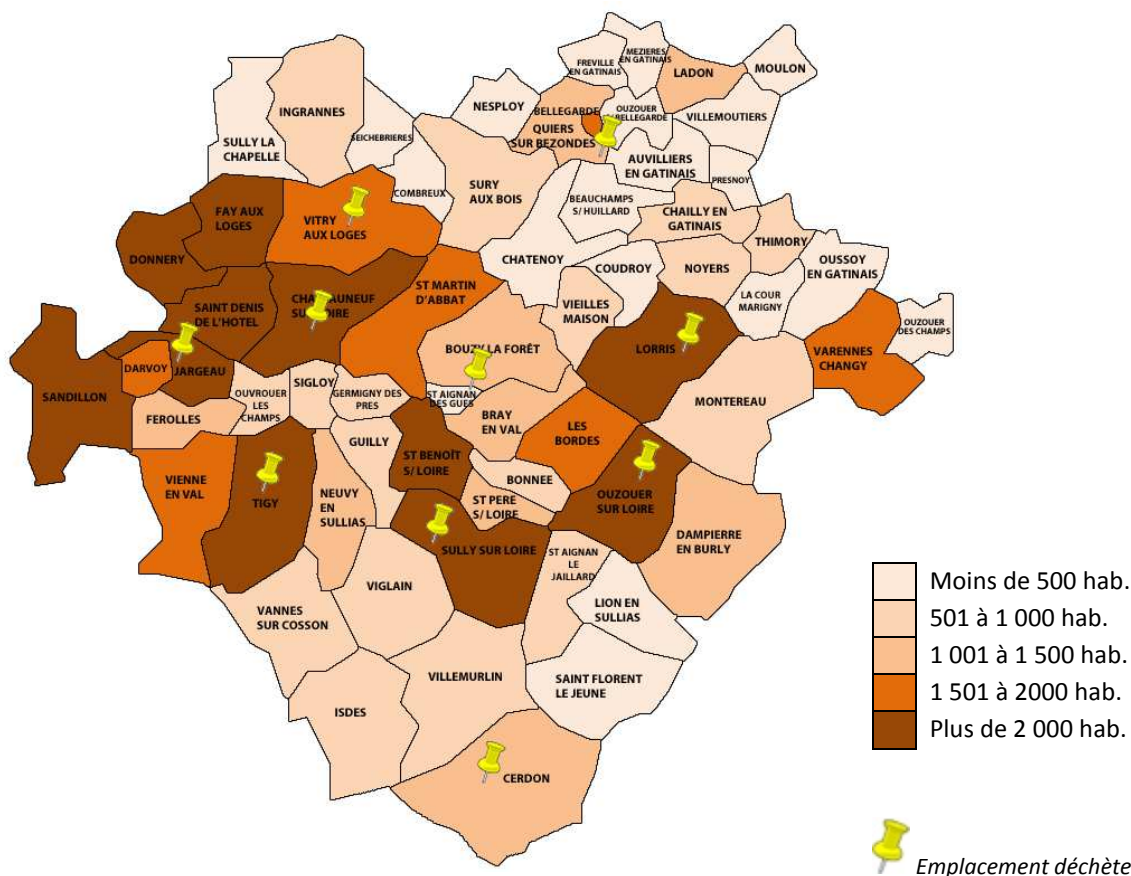 MEZIERES
EN GATINAIS
FREVILLE
EN GATINAIS
LADON
MOULON
INGRANNES
NESPLOY
BELLEGARDE
OUZOUER
BELLEGARDE
VILLEMOUTIERS
SEICHEBRIERES
QUIERS
SUR BEZONDES
SULLY LA
CHAPELLE
AUVILLIERS
EN GATINAIS
PRESNOY
COMBREUX
SURY
AUX BOIS
BEAUCHAMPS
S/ HUILLARD
CHAILLY EN
GATINAIS
FAY AUX
LOGES
VITRY
AUX LOGES
THIMORY
DONNERY
CHATENOY
COUDROY
NOYERS
OUSSOY
EN GATINAIS
ST MARTIN
D'ABBAT
LA COUR
MARIGNY
SAINT DENIS
DE L'HOTEL
VIEILLES
MAISON
OUZOUER
DES CHAMPS
LORRIS
VARENNES
CHANGY
BOUZY LA FORÊT
DARVOY
JARGEAU
SANDILLON
SIGLOY
OUVROUER
LES
CHAMPS
GERMIGNY DES
PRES
ST AIGNAN
DES GUES
MONTEREAU
FEROLLES
BRAY
EN VAL
LES
BORDES
GUILLY
ST BENOÎT
S/ LOIRE
VIENNE
EN VAL
TIGY
NEUVY
EN
SULLIAS
BONNEE
OUZOUER
SUR LOIRE
ST PERE
S/ LOIRE
DAMPIERRE
EN BURLY
SULLY SUR LOIRE
ST AIGNAN
LE
JAILLARD
VIGLAIN
LION EN
SULLIAS
VANNES
SUR COSSON
VILLEMURLIN
SAINT FLORENT
LE JEUNE
ISDES
CERDON
Moins de 500 hab.
501 à 1 000 hab.
1 001 à 1 500 hab.
1 501 à 2000 hab.
Plus de 2 000 hab.
Emplacement déchète